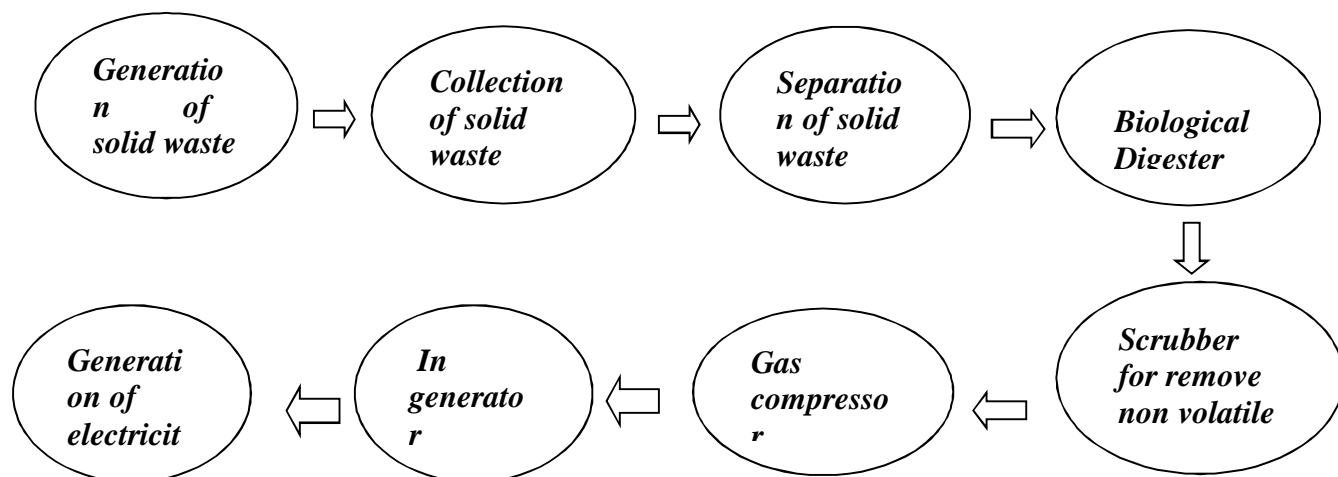 Generatio
n of
solid waste
Collection
of solid
waste
Separatio
n of solid
waste
Biological
Digester
Scrubber
for remove
non volatile
Gas
compresso
r
In
generato
r
Generati
on of
electricit